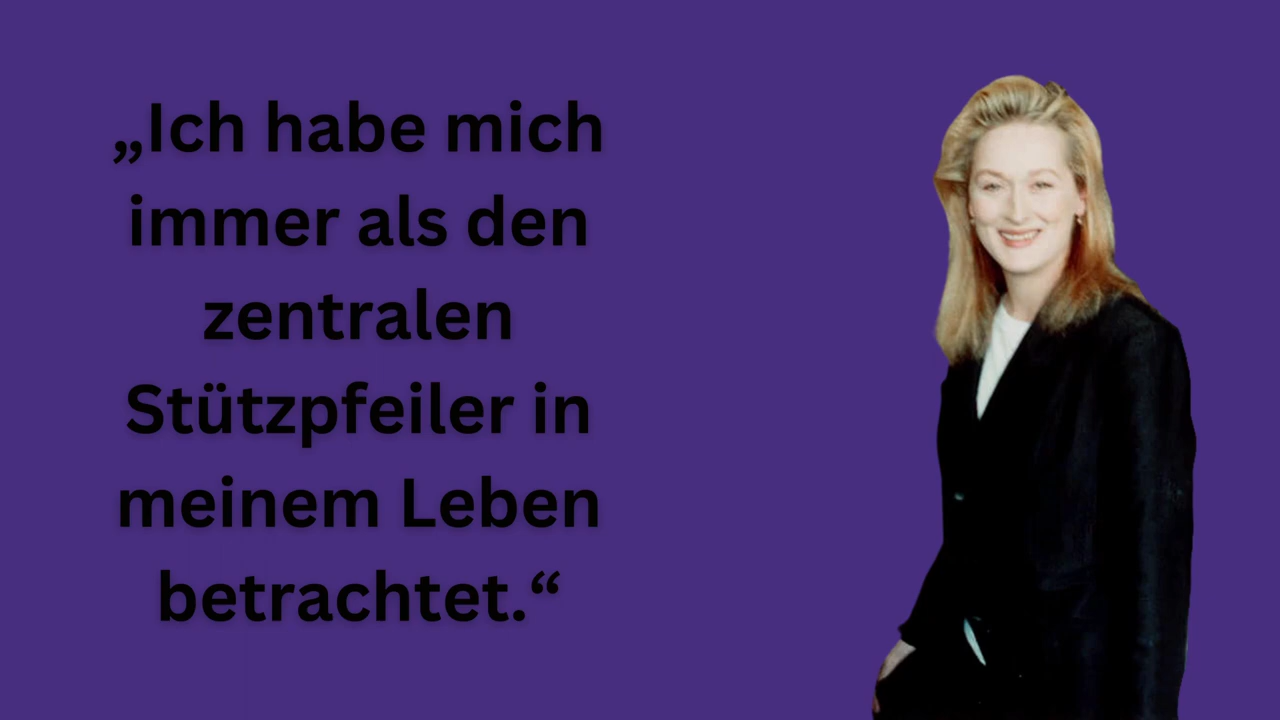 „Ich habe mich
immer als den
zentralen
Stützpfeiler in
meinem Leben
betrachtet.“